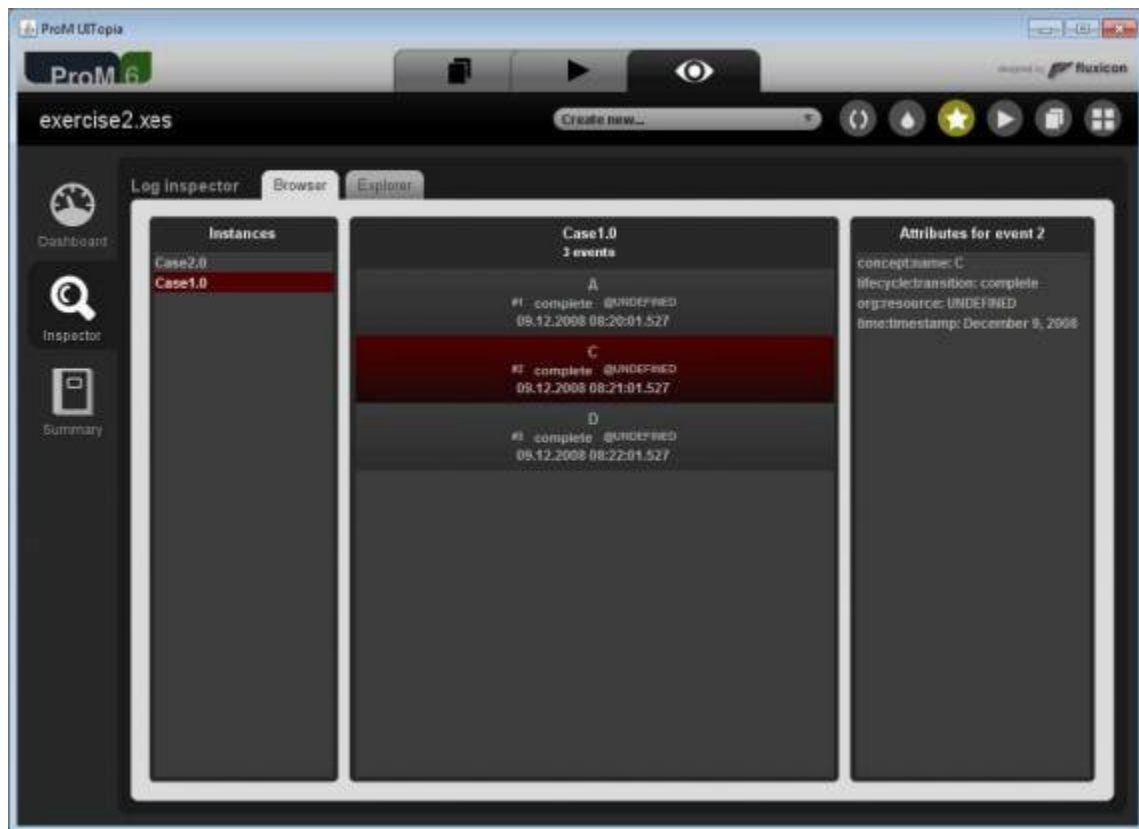 ProM UITopia
ProM 6
fluxicon
exercise2.xes
Create new...
Log Inspector
Browser
Explorer
Dashboard
Inspector
Summary
Instances
Case2.0
Case1.0
Case1.0
3 events
A
#1 complete @UNDEFINED
09.12.2008 08:20:01.527
C
#2 complete @UNDEFINED
09.12.2008 08:21:01.527
D
#3 complete @UNDEFINED
09.12.2008 08:22:01.527
Attributes for event 2
concept:name: C
lifecycle:transition: complete
org:resource: UNDEFINED
time:timestamp: December 9, 2008